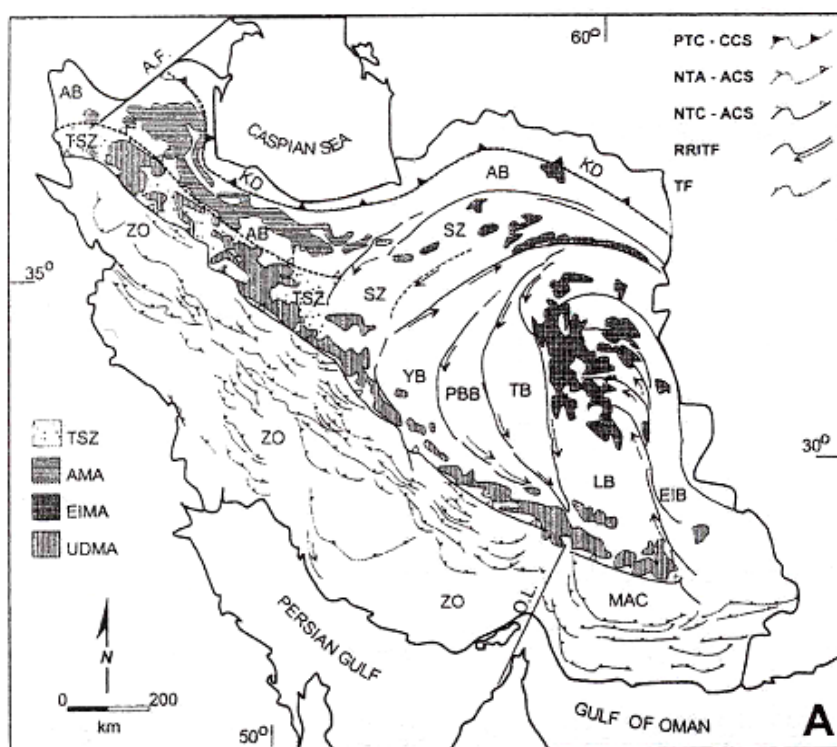 60°
PTC - CCS
NTA - ACS
NTC - ACS
RRITF
TF
A.F.
AB
CASPIAN SEA
TSZ
KD
KD
AB
ZO
AB
SZ
35°
TSZ
SZ
YB
PBB
TB
TSZ
AMA
EIMA
UDMA
ZO
30°
LB
EIB
ZO
O.L.
MAC
PERSIAN GULF
N
0 200
km
50°
GULF OF OMAN
A